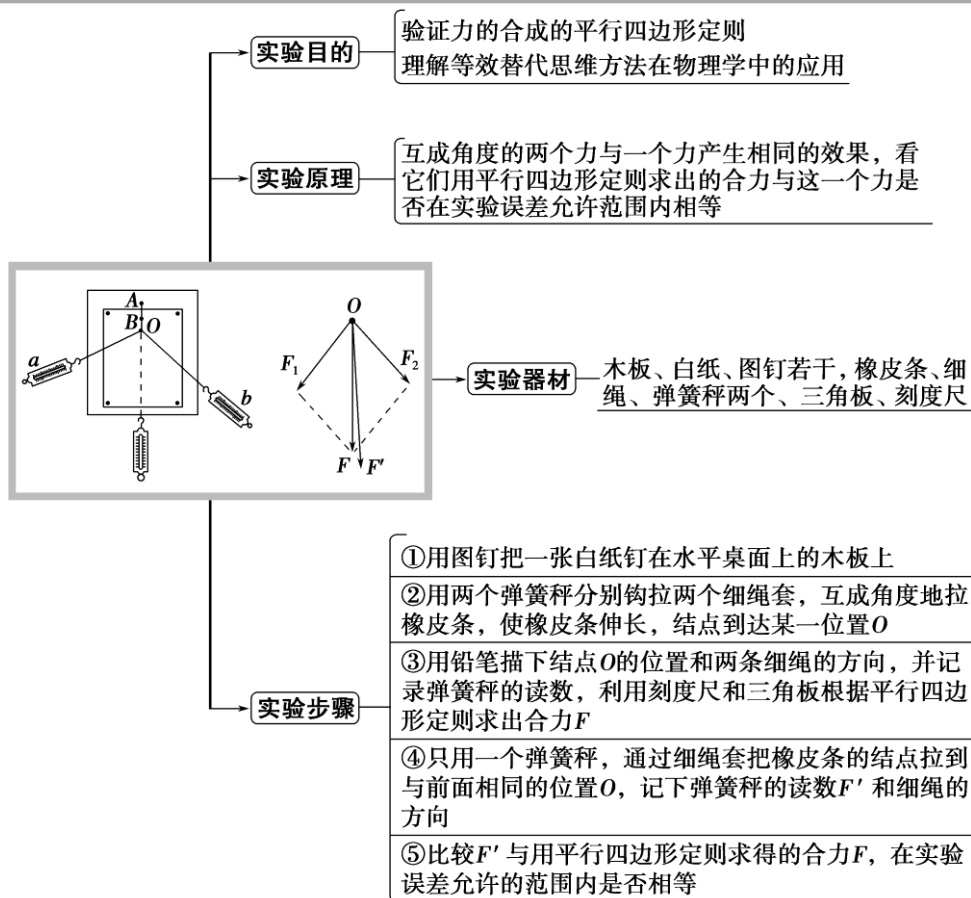 实验目的
验证力的合成的平行四边形定则
理解等效替代思维方法在物理学中的应用
实验原理
互成角度的两个力与一个力产生相同的效果，看
它们用平行四边形定则求出的合力与这一个力是
否在实验误差允许范围内相等
A
B O
a
b
O
F₁
F₂
F
F′
实验器材
木板、白纸、图钉若干，橡皮条、细
绳、弹簧秤两个、三角板、刻度尺
实验步骤
①用图钉把一张白纸钉在水平桌面上的木板上
②用两个弹簧秤分别钩拉两个细绳套，互成角度地拉
橡皮条，使橡皮条伸长，结点到达某一位置O
③用铅笔描下结点O的位置和两条细绳的方向，并记
录弹簧秤的读数，利用刻度尺和三角板根据平行四边
形定则求出合力F
④只用一个弹簧秤，通过细绳套把橡皮条的结点拉到
与前面相同的位置O，记下弹簧秤的读数F′和细绳的
方向
⑤比较F′与用平行四边形定则求得的合力F，在实验
误差允许的范围内是否相等